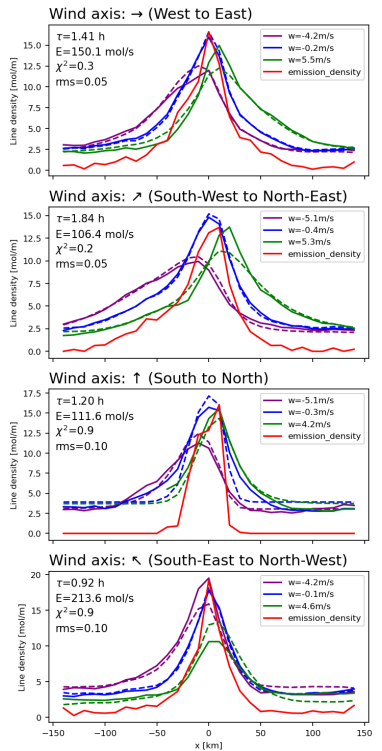 Wind axis: → (West to East)
τ=1.41 h
E=150.1 mol/s
χ²=0.3
rms=0.05
w=-4.2m/s
w=-0.2m/s
w=5.5m/s
emission_density
Line density [mol/m]
15.0
12.5
10.0
7.5
5.0
2.5
0.0
Wind axis: ↗ (South-West to North-East)
τ=1.84 h
E=106.4 mol/s
χ²=0.2
rms=0.05
w=-5.1m/s
w=-0.4m/s
w=5.3m/s
emission_density
Line density [mol/m]
15.0
12.5
10.0
7.5
5.0
2.5
0.0
Wind axis: ↑ (South to North)
τ=1.20 h
E=111.6 mol/s
χ²=0.9
rms=0.10
w=-5.1m/s
w=-0.3m/s
w=4.2m/s
emission_density
Line density [mol/m]
17.5
15.0
12.5
10.0
7.5
5.0
2.5
0.0
Wind axis: ↖ (South-East to North-West)
τ=0.92 h
E=213.6 mol/s
χ²=0.9
rms=0.10
w=-4.2m/s
w=-0.1m/s
w=4.6m/s
emission_density
Line density [mol/m]
20
15
10
5
0
−150 −100 −50 0 50 100 150
x [km]